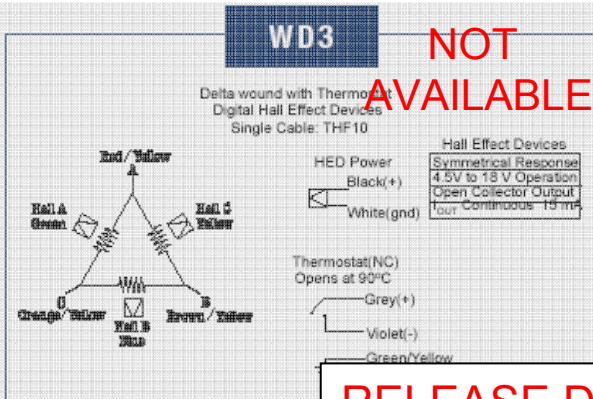 WD3
NOT
AVAILABLE
Delta wound with Thermostat
Digital Hall Effect Devices
Single Cable: THF10
Hall Effect Devices
Symmetrical Response
4.5V to 18 V Operation
Open Collector Output
IOUT Continuous 15 mA
HED Power
Black(+)
White(gnd)
Red/Yellow
A
Hall A
Green
Hall C
Yellow
C
Orange/Yellow
Hall B
Blue
B
Brown/Yellow
Thermostat(NC)
Opens at 90ºC
Grey(+)
Violet(-)
Green/Yellow
RELEASE D